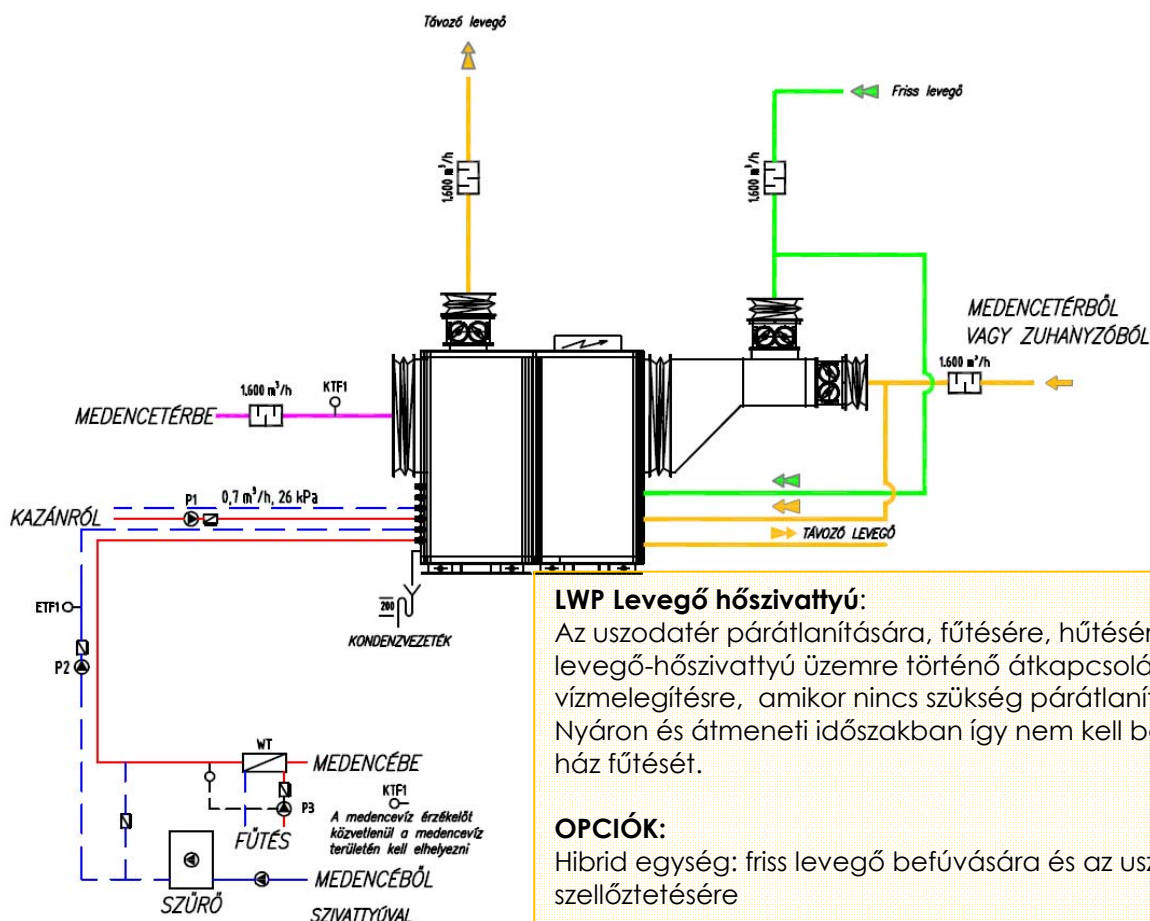 Távozó levegő
Friss levegő
1.600 m³/h
1.600 m³/h
MEDENCETÉRBŐL
VAGY ZUHANYZÓBÓL
1.600 m³/h
1.600 m³/h
KTF1
MEDENCETÉRBE
P1
0,7 m³/h, 26 kPa
KAZÁNRÓL
TÁVOZÓ LEVEGŐ
200
KONDENZVEZETÉK
ETF1
P2
LWP Levegő hőszivattyú:
Az uszodatér párátlanítására, fűtésére, hűtésér
levegő-hőszivattyú üzemre történő átkapcsolá
vízmelegítésre, amikor nincs szükség párátlaní
Nyáron és átmeneti időszakban így nem kell b
ház fűtését.
OPCIÓK:
Hibrid egység: friss levegő befúvására és az usz
szellőztetésére
WT
MEDENCÉBE
P3
FŰTÉS
KTF1
A medencevíz érzékelőt
közvetlenül a medencevíz
területén kell elhelyezni
MEDENCÉBŐL
SZŰRŐ
SZIVATTYÚVAL